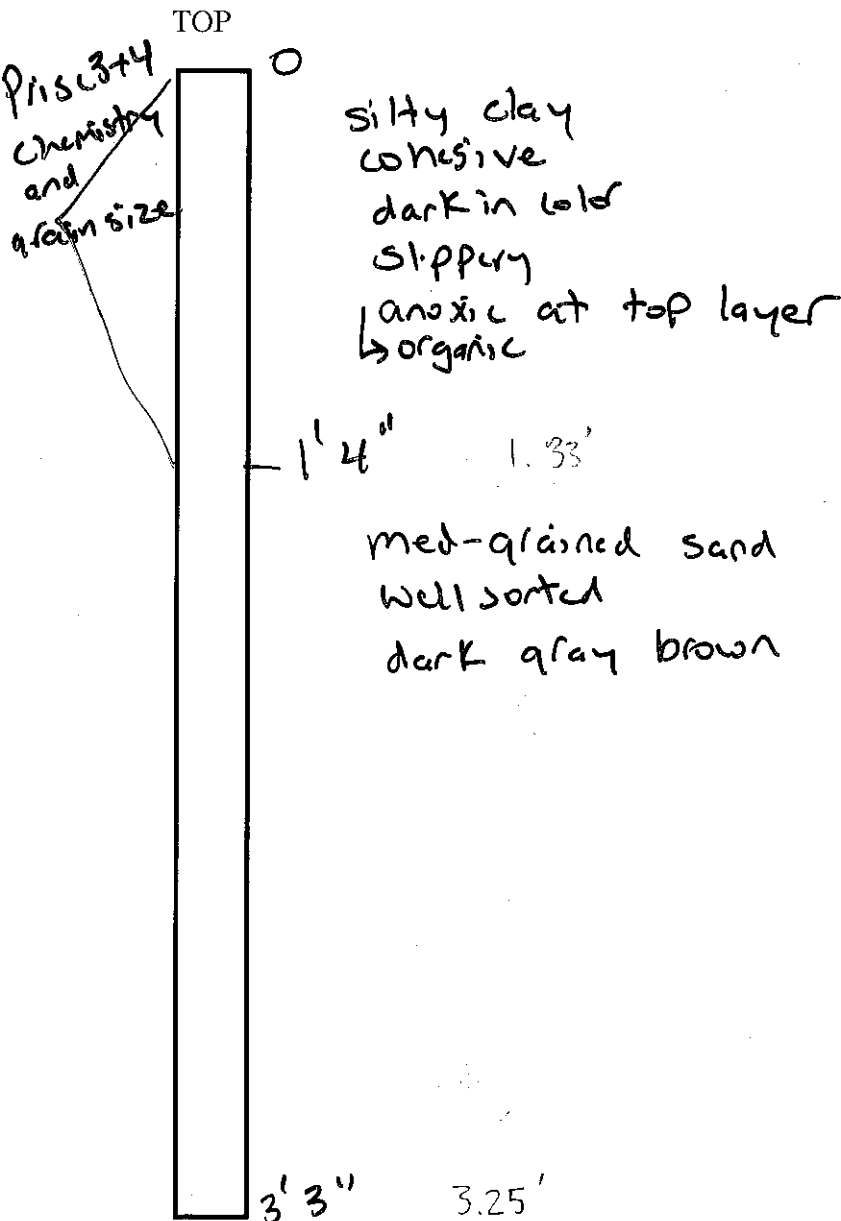 TOP
0
Prisc 3+4
Chemistry
and
grain size
silty clay
cohesive
dark in color
slippery
anoxic at top layer
↳ organic
1' 4" 1.33'
med-grained sand
well sorted
dark gray brown
3' 3" 3.25'